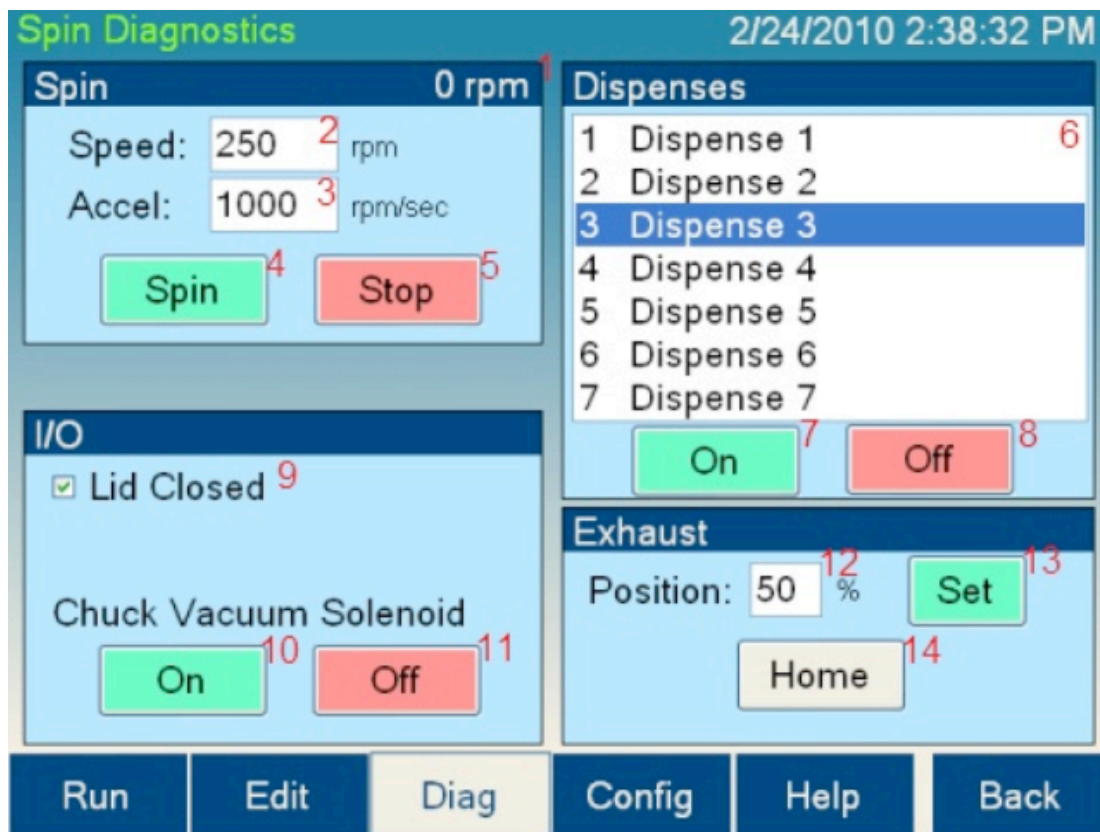 Spin Diagnostics 2/24/2010 2:38:32 PM
Spin 0 rpm 1
Speed: 250 2 rpm
Accel: 1000 3 rpm/sec
Spin 4 Stop 5
Dispenses
1 Dispense 1 6
2 Dispense 2
3 Dispense 3
4 Dispense 4
5 Dispense 5
6 Dispense 6
7 Dispense 7
On 7 Off 8
I/O
Lid Closed 9
Chuck Vacuum Solenoid
On 10 Off 11
Exhaust
Position: 50 12 % Set 13
Home 14
Run Edit Diag Config Help Back